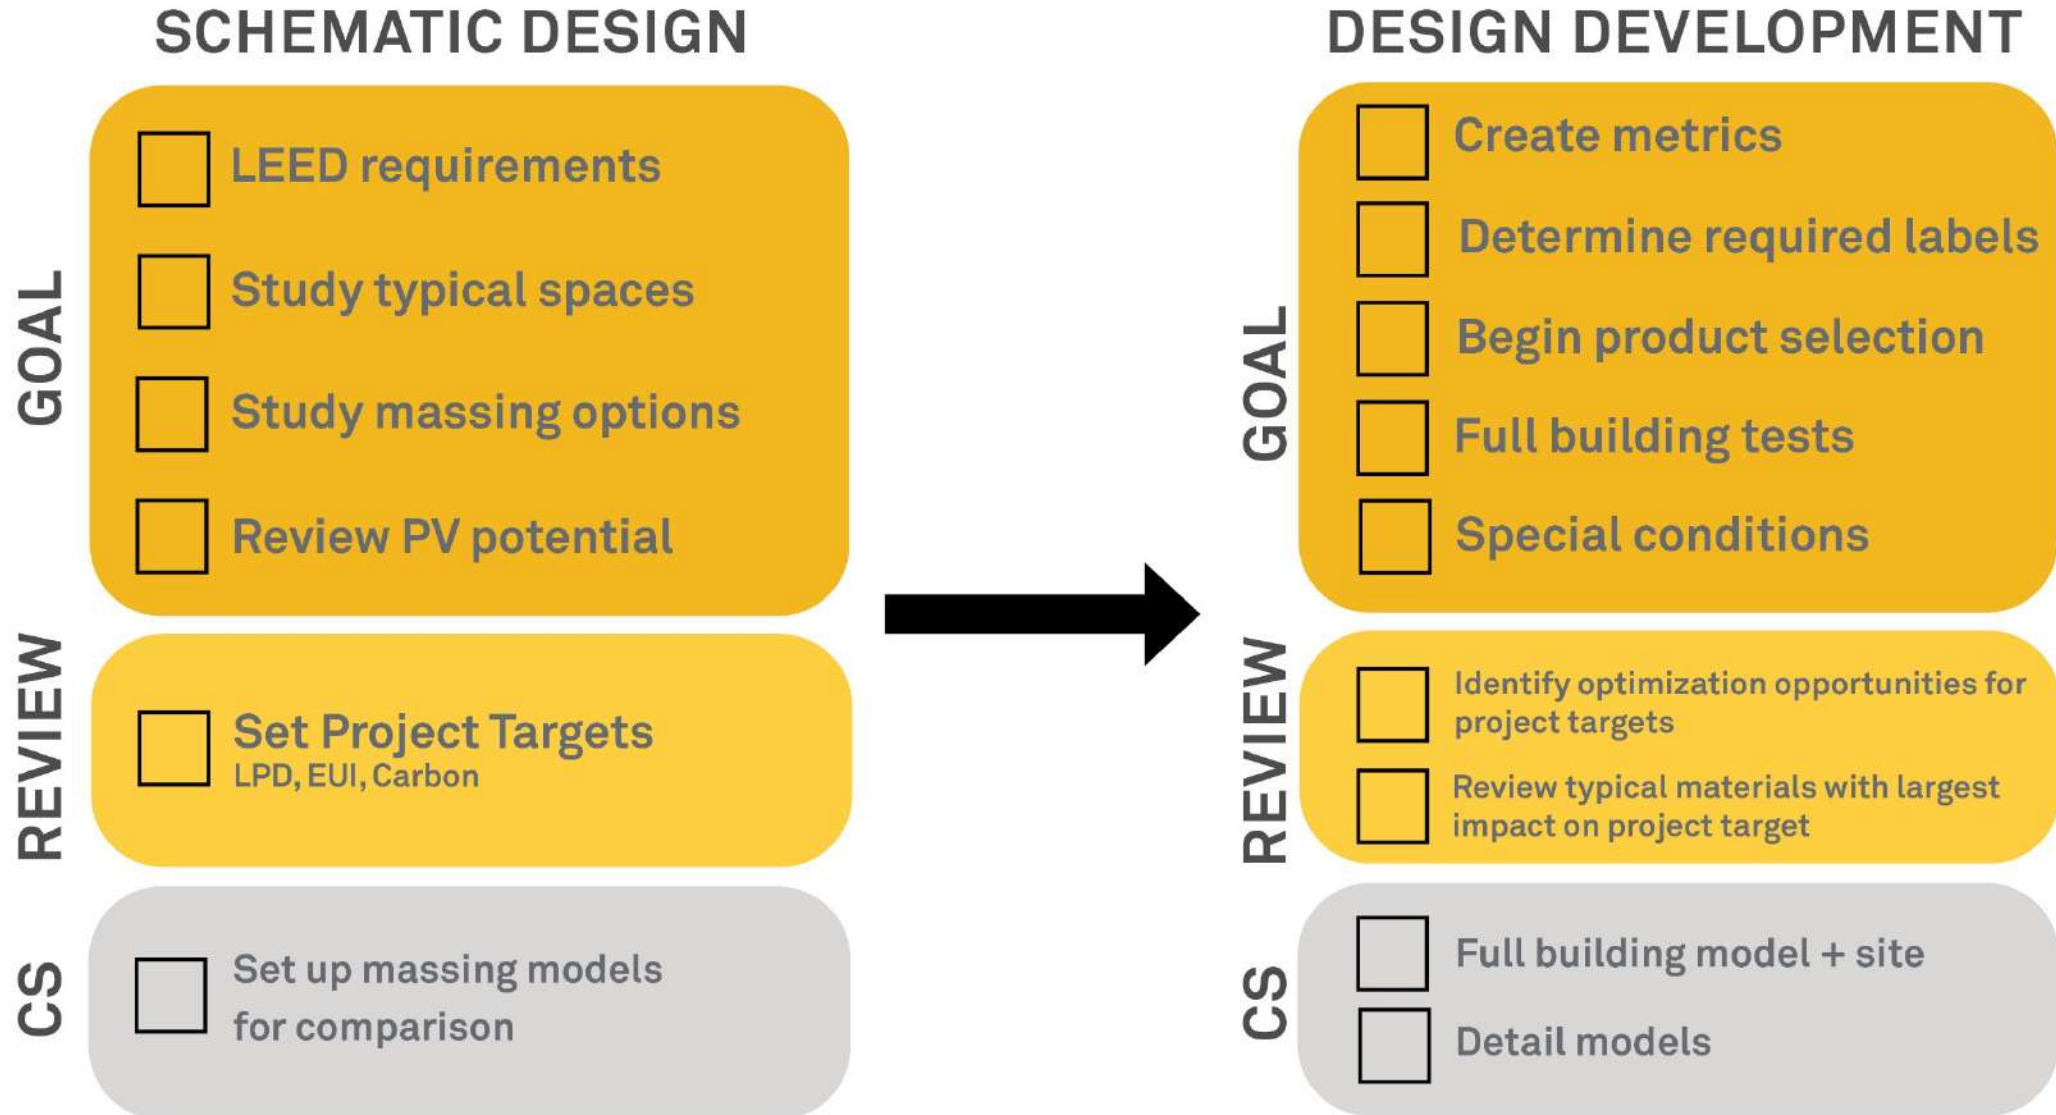 SCHEMATIC DESIGN
GOAL
LEED requirements
Study typical spaces
Study massing options
Review PV potential
REVIEW
Set Project Targets
LPD, EUI, Carbon
CS
Set up massing models
for comparison
DESIGN DEVELOPMENT
GOAL
Create metrics
Determine required labels
Begin product selection
Full building tests
Special conditions
REVIEW
Identify optimization opportunities for
project targets
Review typical materials with largest
impact on project target
CS
Full building model + site
Detail models